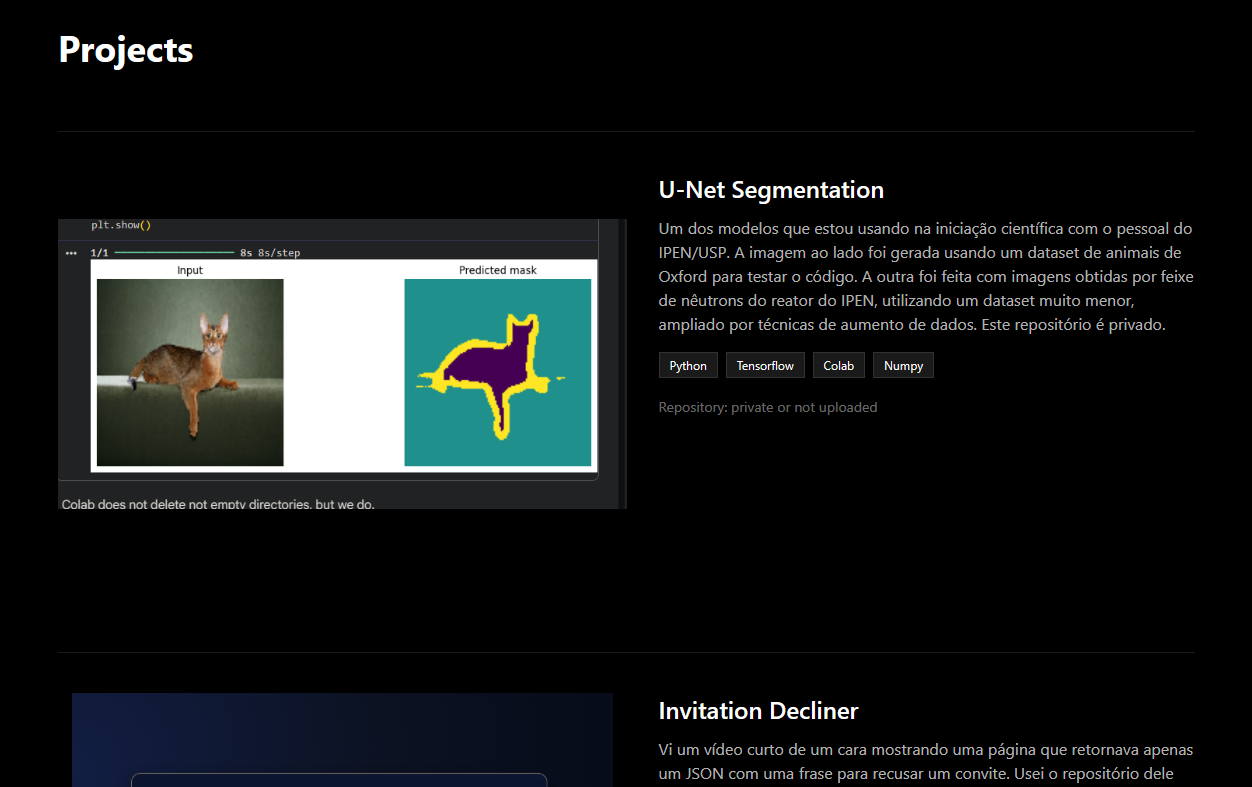 Projects
plt.show()
••• 1/1 ━━━━━━━━━━━━━━━━━━━━ 8s 8s/step
Input
Predicted mask
Colab does not delete not empty directories, but we do.
U-Net Segmentation
Um dos modelos que estou usando na iniciação científica com o pessoal do
IPEN/USP. A imagem ao lado foi gerada usando um dataset de animais de
Oxford para testar o código. A outra foi feita com imagens obtidas por feixe
de nêutrons do reator do IPEN, utilizando um dataset muito menor,
ampliado por técnicas de aumento de dados. Este repositório é privado.
Python
Tensorflow
Colab
Numpy
Repository: private or not uploaded
Invitation Decliner
Vi um vídeo curto de um cara mostrando uma página que retornava apenas
um JSON com uma frase para recusar um convite. Usei o repositório dele